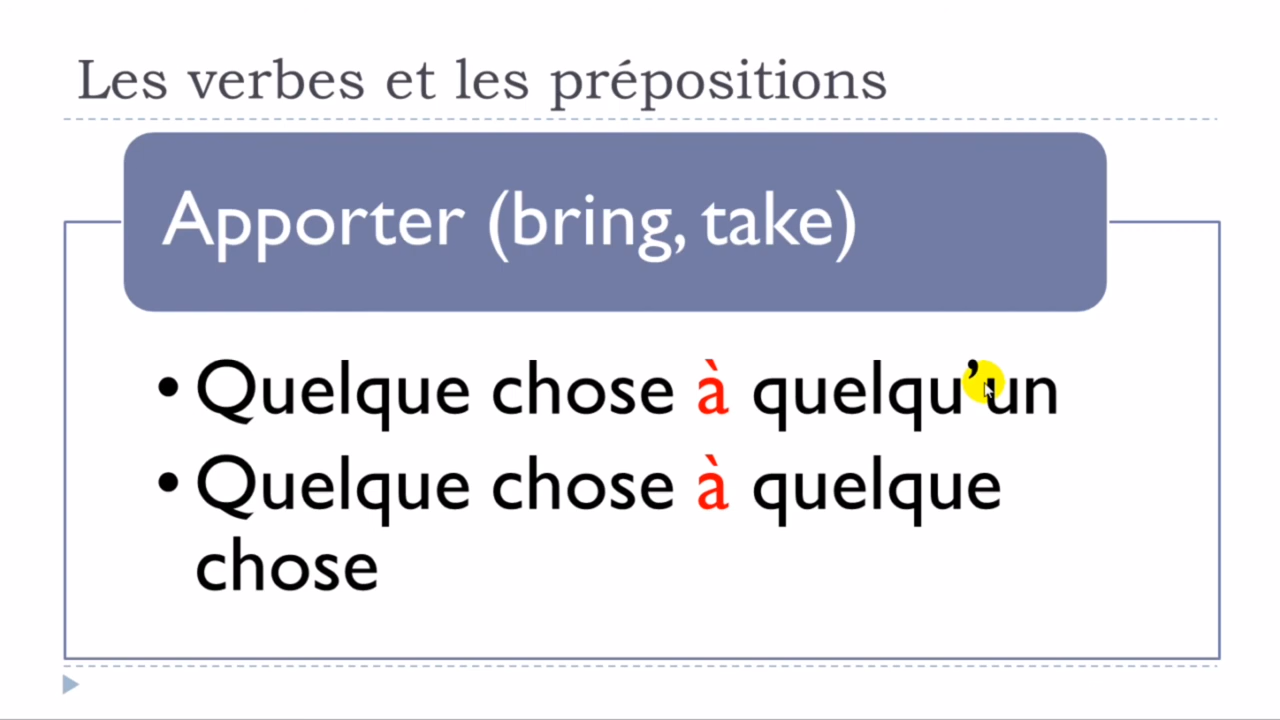 Les verbes et les prépositions
Apporter (bring, take)
• Quelque chose à quelqu’un
• Quelque chose à quelque
chose